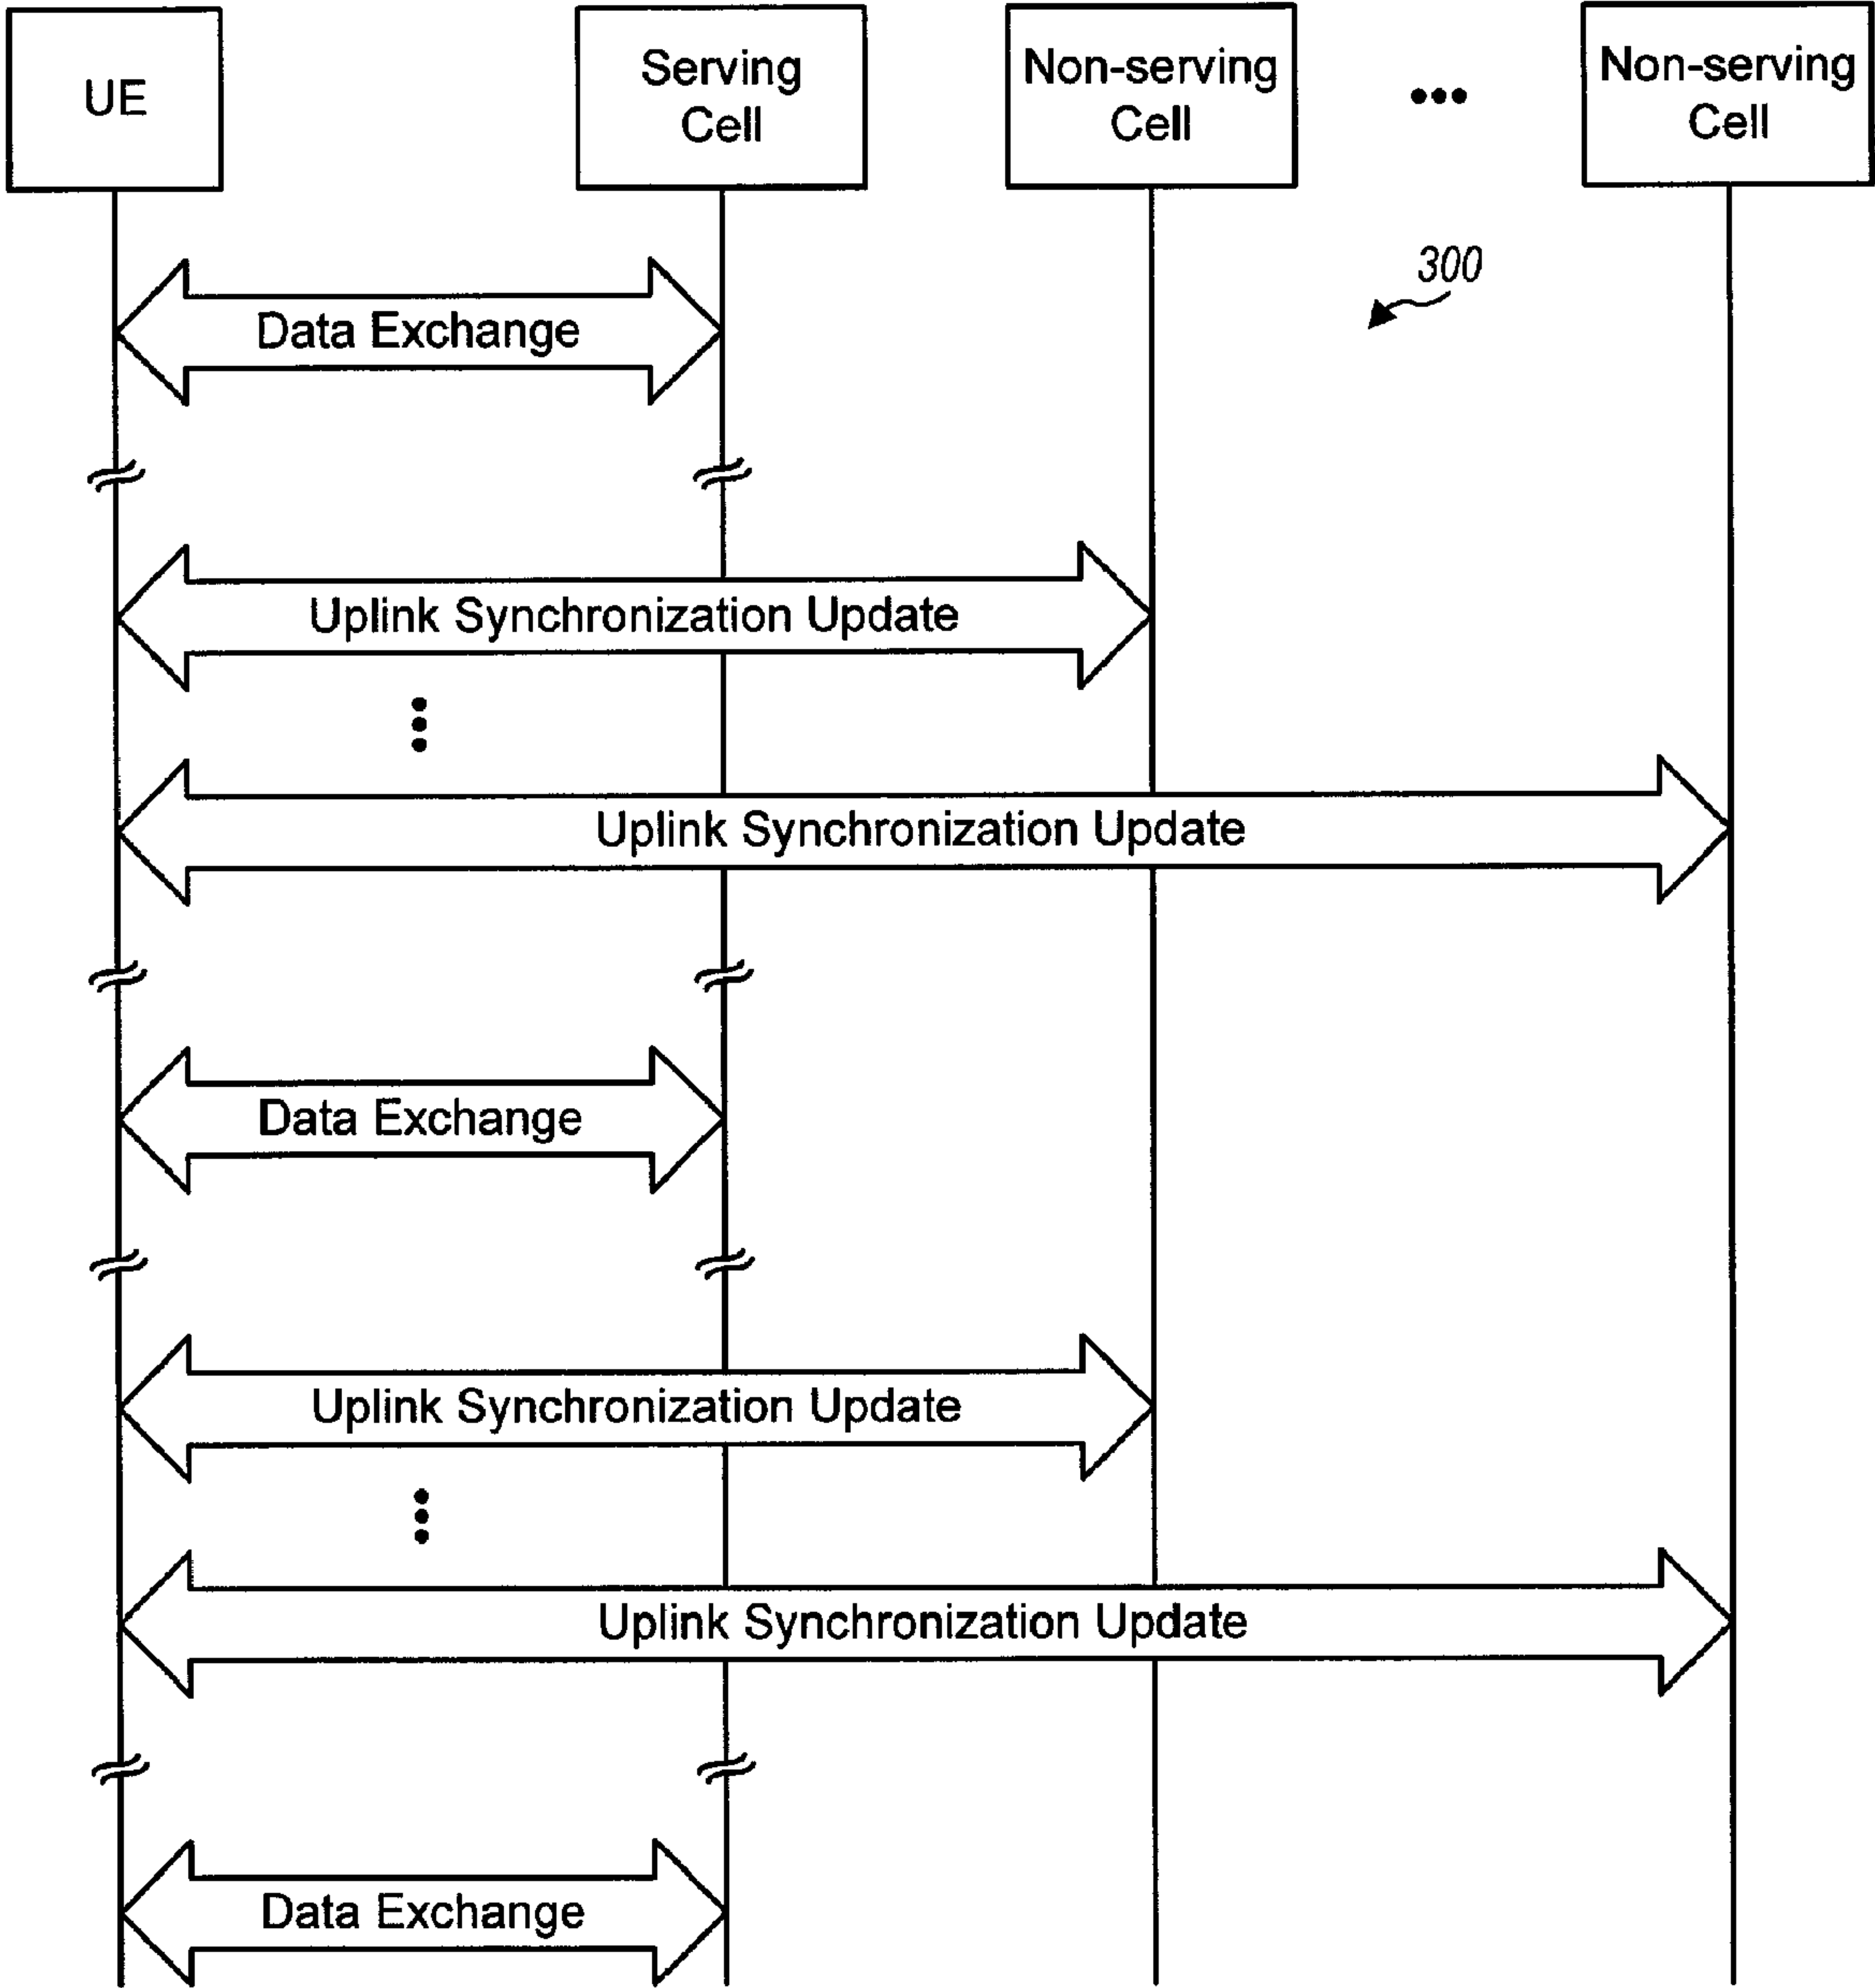 UE
Serving
Cell
Non-serving
Cell
Non-serving
Cell
300
Data Exchange
Uplink Synchronization Update
Uplink Synchronization Update
Data Exchange
Uplink Synchronization Update
Uplink Synchronization Update
Data Exchange